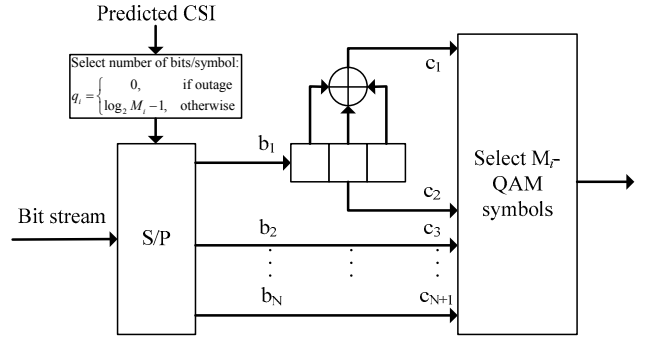 Predicted CSI
Select number of bits/symbol:
q_i = { 0, if outage
log_2 M_i −1, otherwise
b_1
c_1
Bit stream
S/P
c_2
Select M_i-
QAM
symbols
b_2
c_3
b_N
c_{N+1}